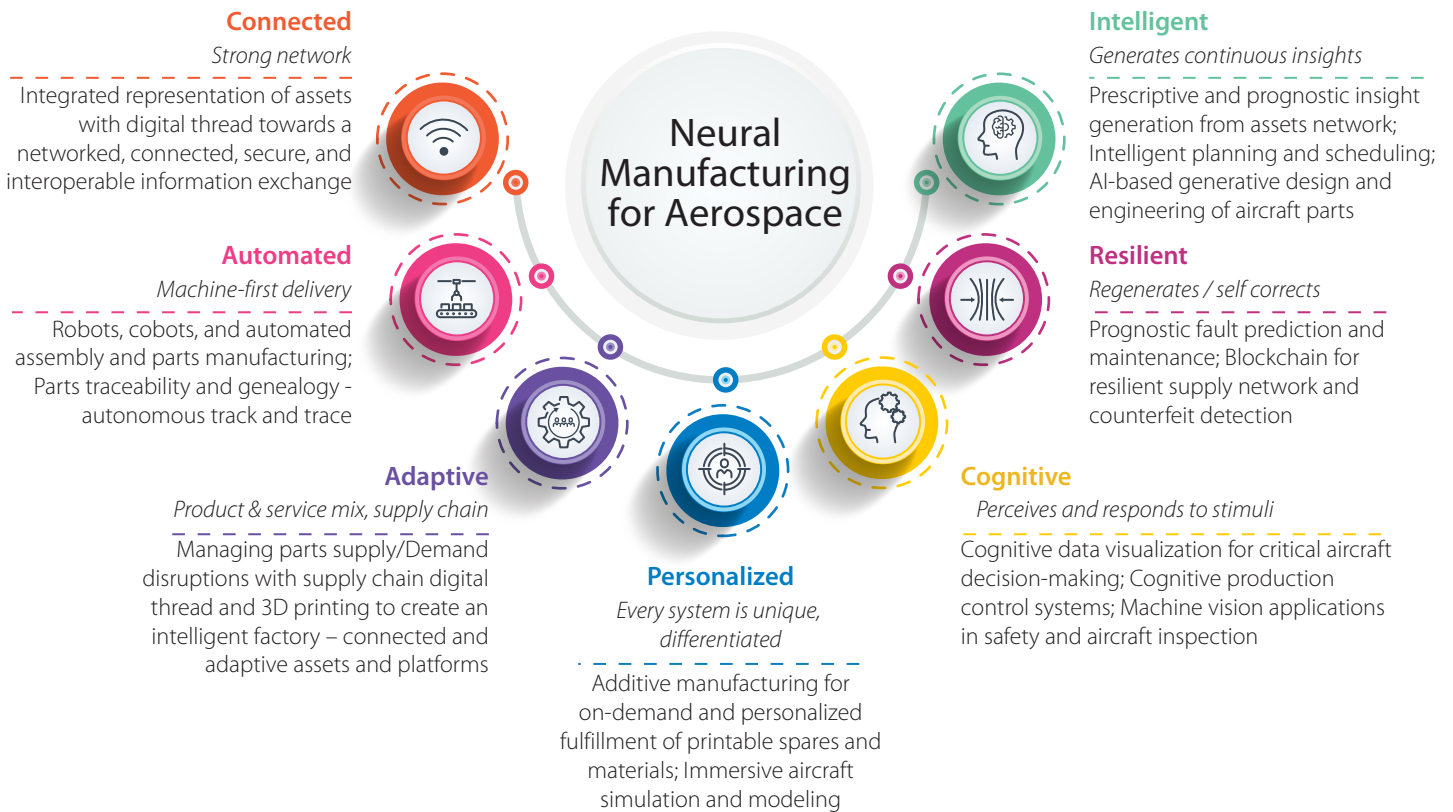 Neural
Manufacturing
for Aerospace
Connected
Strong network
Integrated representation of assets
with digital thread towards a
networked, connected, secure, and
interoperable information exchange
Automated
Machine-first delivery
Robots, cobots, and automated
assembly and parts manufacturing;
Parts traceability and genealogy -
autonomous track and trace
Adaptive
Product & service mix, supply chain
Managing parts supply/Demand
disruptions with supply chain digital
thread and 3D printing to create an
intelligent factory – connected and
adaptive assets and platforms
Personalized
Every system is unique,
differentiated
Additive manufacturing for
on-demand and personalized
fulfillment of printable spares and
materials; Immersive aircraft
simulation and modeling
Cognitive
Perceives and responds to stimuli
Cognitive data visualization for critical aircraft
decision-making; Cognitive production
control systems; Machine vision applications
in safety and aircraft inspection
Resilient
Regenerates / self corrects
Prognostic fault prediction and
maintenance; Blockchain for
resilient supply network and
counterfeit detection
Intelligent
Generates continuous insights
Prescriptive and prognostic insight
generation from assets network;
Intelligent planning and scheduling;
AI-based generative design and
engineering of aircraft parts